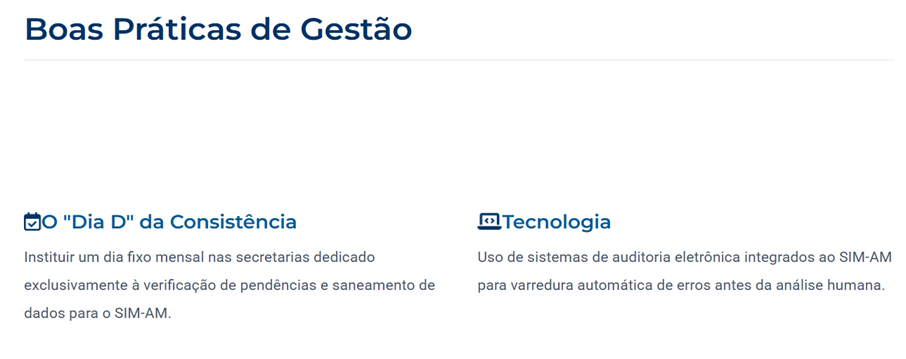 Boas Práticas de Gestão
O "Dia D" da Consistência
Instituir um dia fixo mensal nas secretarias dedicado
exclusivamente à verificação de pendências e saneamento de
dados para o SIM-AM.
Tecnologia
Uso de sistemas de auditoria eletrônica integrados ao SIM-AM
para varredura automática de erros antes da análise humana.